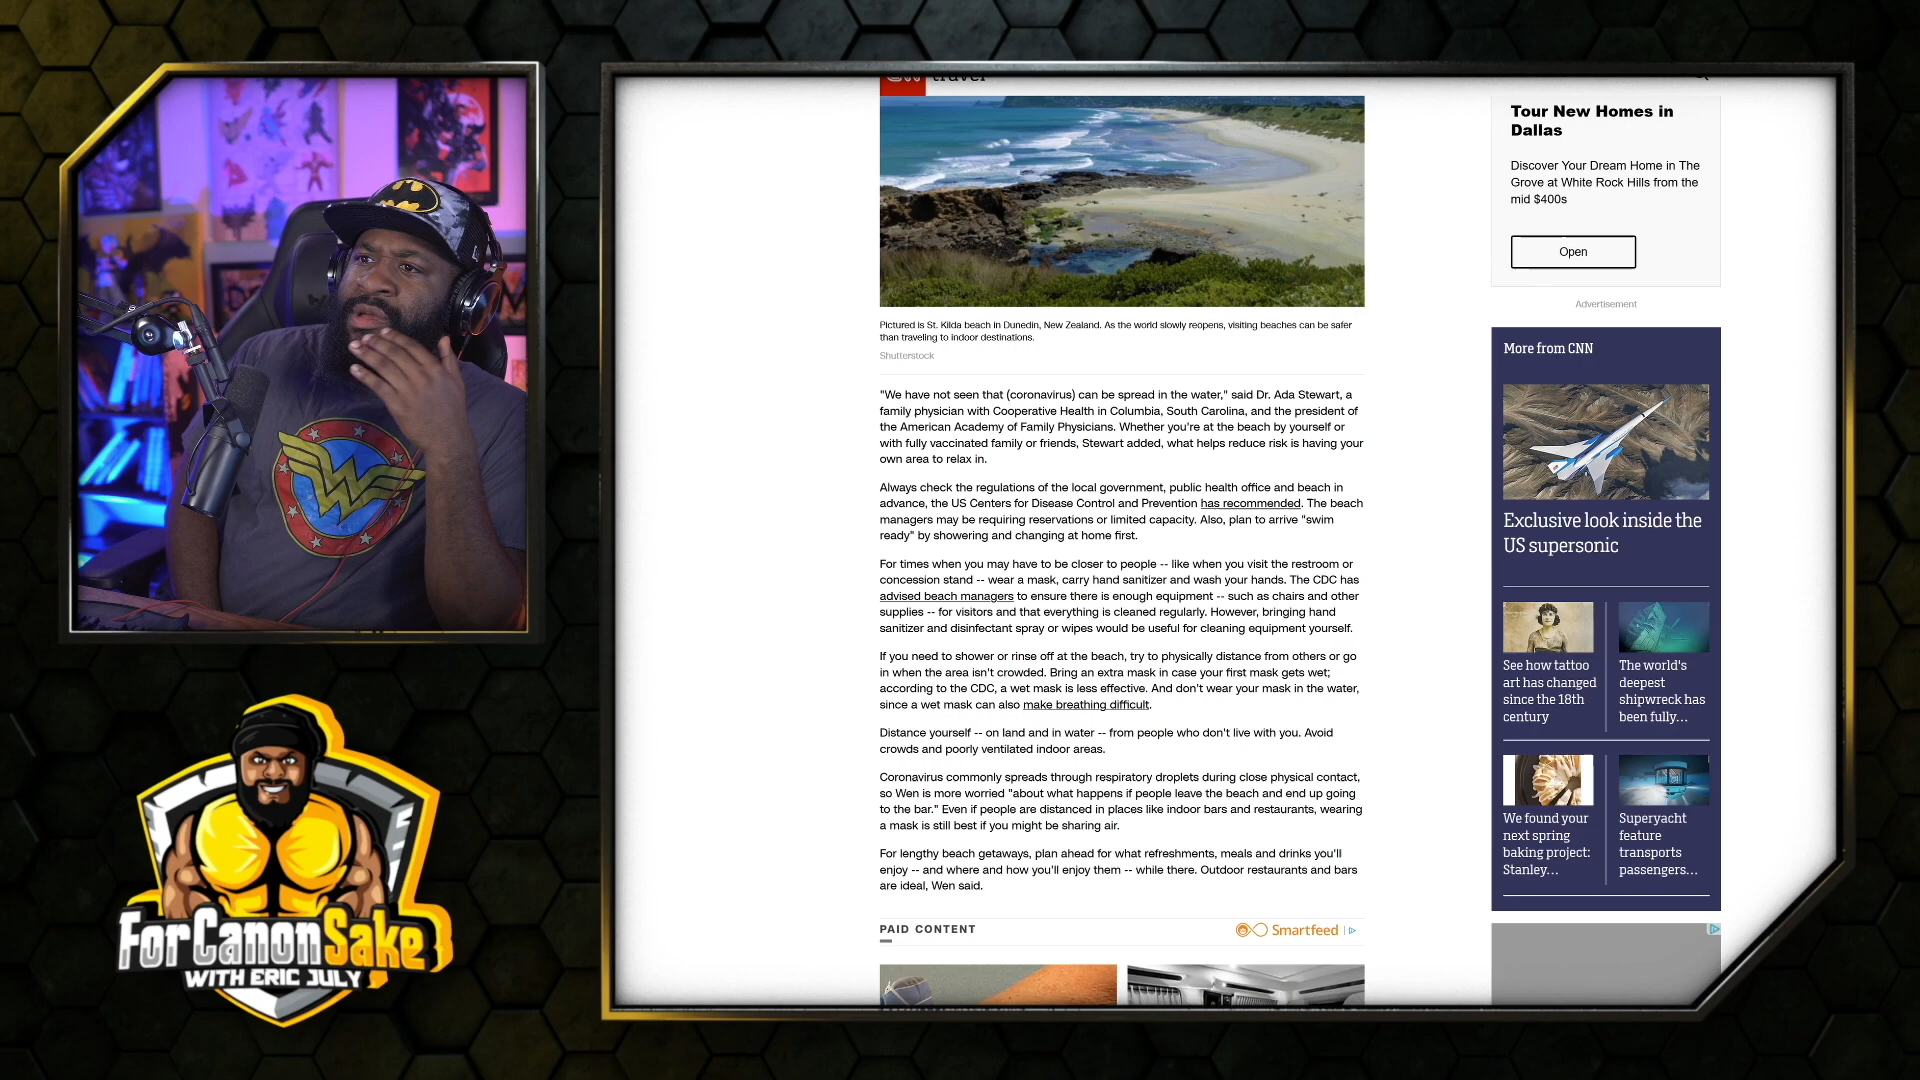 travel
Tour New Homes in
Dallas
Discover Your Dream Home in The
Grove at White Rock Hills from the
mid $400s
Open
Advertisement
Pictured is St. Kilda beach in Dunedin, New Zealand. As the world slowly reopens, visiting beaches can be safer
than traveling to indoor destinations.
Shutterstock
"We have not seen that (coronavirus) can be spread in the water," said Dr. Ada Stewart, a
family physician with Cooperative Health in Columbia, South Carolina, and the president of
the American Academy of Family Physicians. Whether you're at the beach by yourself or
with fully vaccinated family or friends, Stewart added, what helps reduce risk is having your
own area to relax in.
Always check the regulations of the local government, public health office and beach in
advance, the US Centers for Disease Control and Prevention has recommended. The beach
managers may be requiring reservations or limited capacity. Also, plan to arrive "swim
ready" by showering and changing at home first.
For times when you may have to be closer to people -- like when you visit the restroom or
concession stand -- wear a mask, carry hand sanitizer and wash your hands. The CDC has
advised beach managers to ensure there is enough equipment -- such as chairs and other
supplies -- for visitors and that everything is cleaned regularly. However, bringing hand
sanitizer and disinfectant spray or wipes would be useful for cleaning equipment yourself.
If you need to shower or rinse off at the beach, try to physically distance from others or go
in when the area isn't crowded. Bring an extra mask in case your first mask gets wet;
according to the CDC, a wet mask is less effective. And don't wear your mask in the water,
since a wet mask can also make breathing difficult.
Distance yourself -- on land and in water -- from people who don't live with you. Avoid
crowds and poorly ventilated indoor areas.
Coronavirus commonly spreads through respiratory droplets during close physical contact,
so Wen is more worried "about what happens if people leave the beach and end up going
to the bar." Even if people are distanced in places like indoor bars and restaurants, wearing
a mask is still best if you might be sharing air.
For lengthy beach getaways, plan ahead for what refreshments, meals and drinks you'll
enjoy -- and where and how you'll enjoy them -- while there. Outdoor restaurants and bars
are ideal, Wen said.
PAID CONTENT
Smartfeed
More from CNN
Exclusive look inside the
US supersonic
See how tattoo
art has changed
since the 18th
century
The world's
deepest
shipwreck has
been fully...
We found your
next spring
baking project:
Stanley...
Superyacht
feature
transports
passengers...
ForCanonSake
WITH ERIC JULY